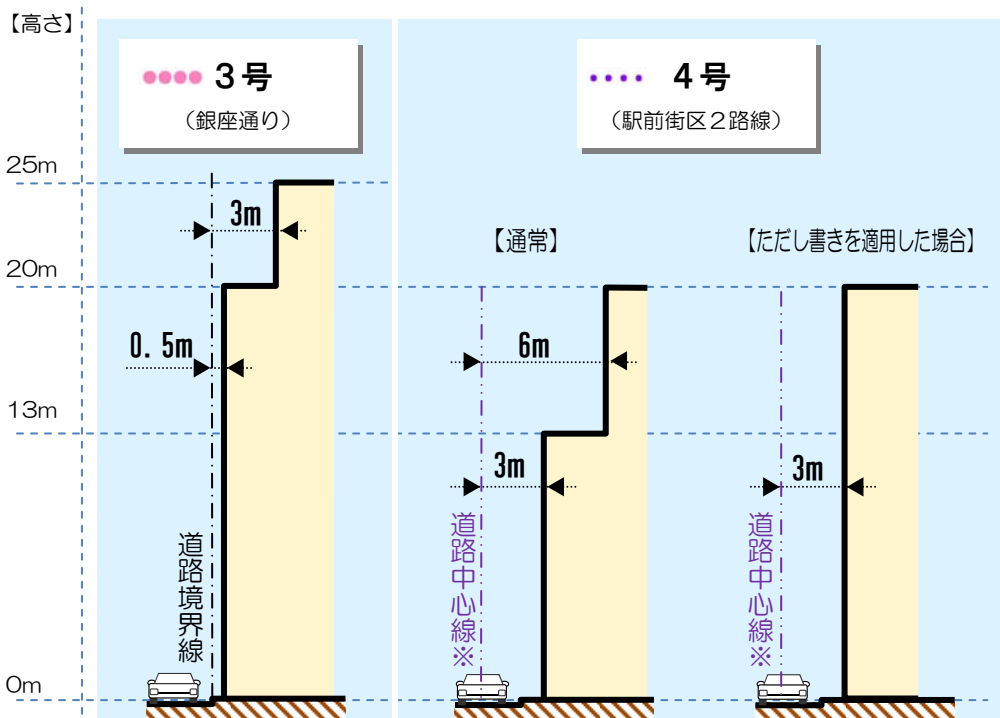 【高さ】
●●●● 3号
（銀座通り）
•••• 4号
（駅前街区２路線）
25m
3m
【通常】
【ただし書きを適用した場合】
20m
0.5m
6m
13m
3m
3m
道路境界線
道路中心線※
道路中心線※
0m